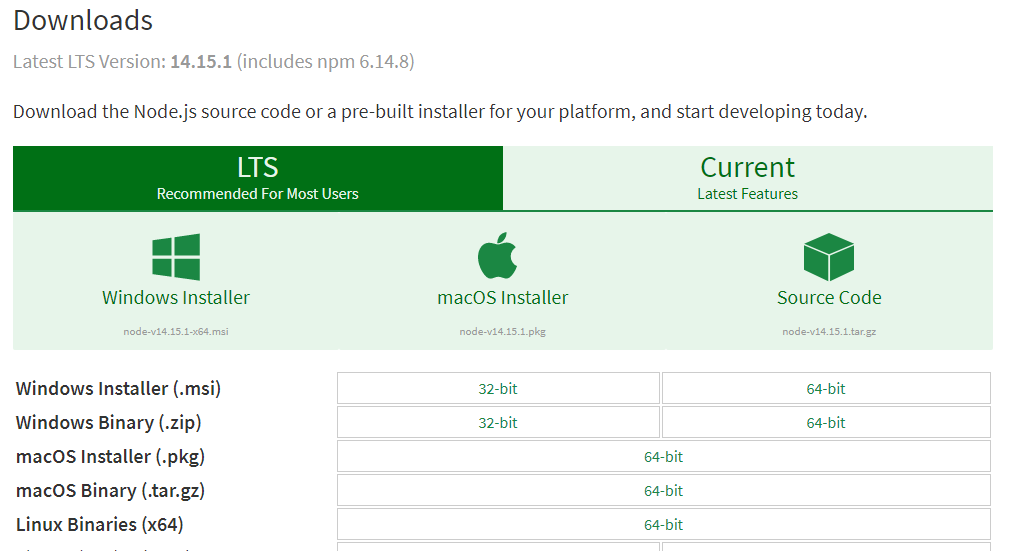 Downloads
Latest LTS Version: 14.15.1 (includes npm 6.14.8)
Download the Node.js source code or a pre-built installer for your platform, and start developing today.
LTS
Recommended For Most Users
Current
Latest Features
Windows Installer
node-v14.15.1-x64.msi
macOS Installer
node-v14.15.1.pkg
Source Code
node-v14.15.1.tar.gz
Windows Installer (.msi) 32-bit 64-bit
Windows Binary (.zip) 32-bit 64-bit
macOS Installer (.pkg) 64-bit
macOS Binary (.tar.gz) 64-bit
Linux Binaries (x64) 64-bit